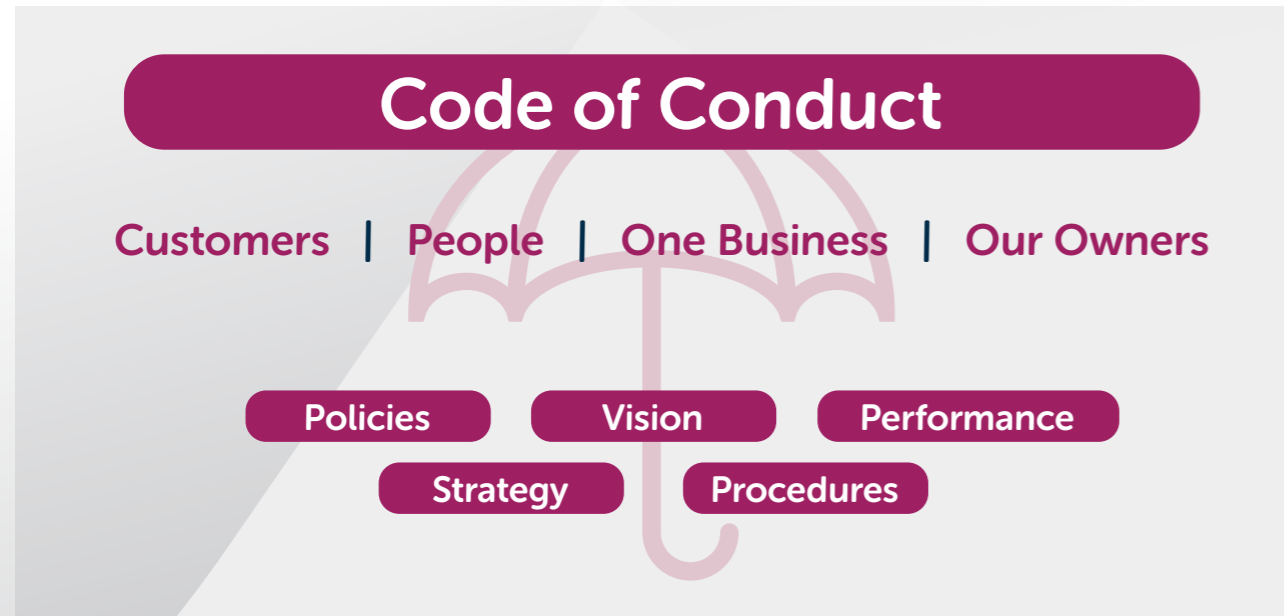 Code of Conduct
Customers | People | One Business | Our Owners
Policies Vision Performance
Strategy Procedures